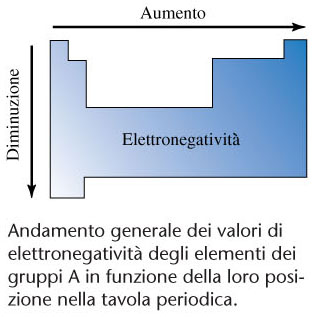 Aumento
Diminuzione
Elettronegatività
Andamento generale dei valori di
elettronegatività degli elementi dei
gruppi A in funzione della loro posi-
zione nella tavola periodica.